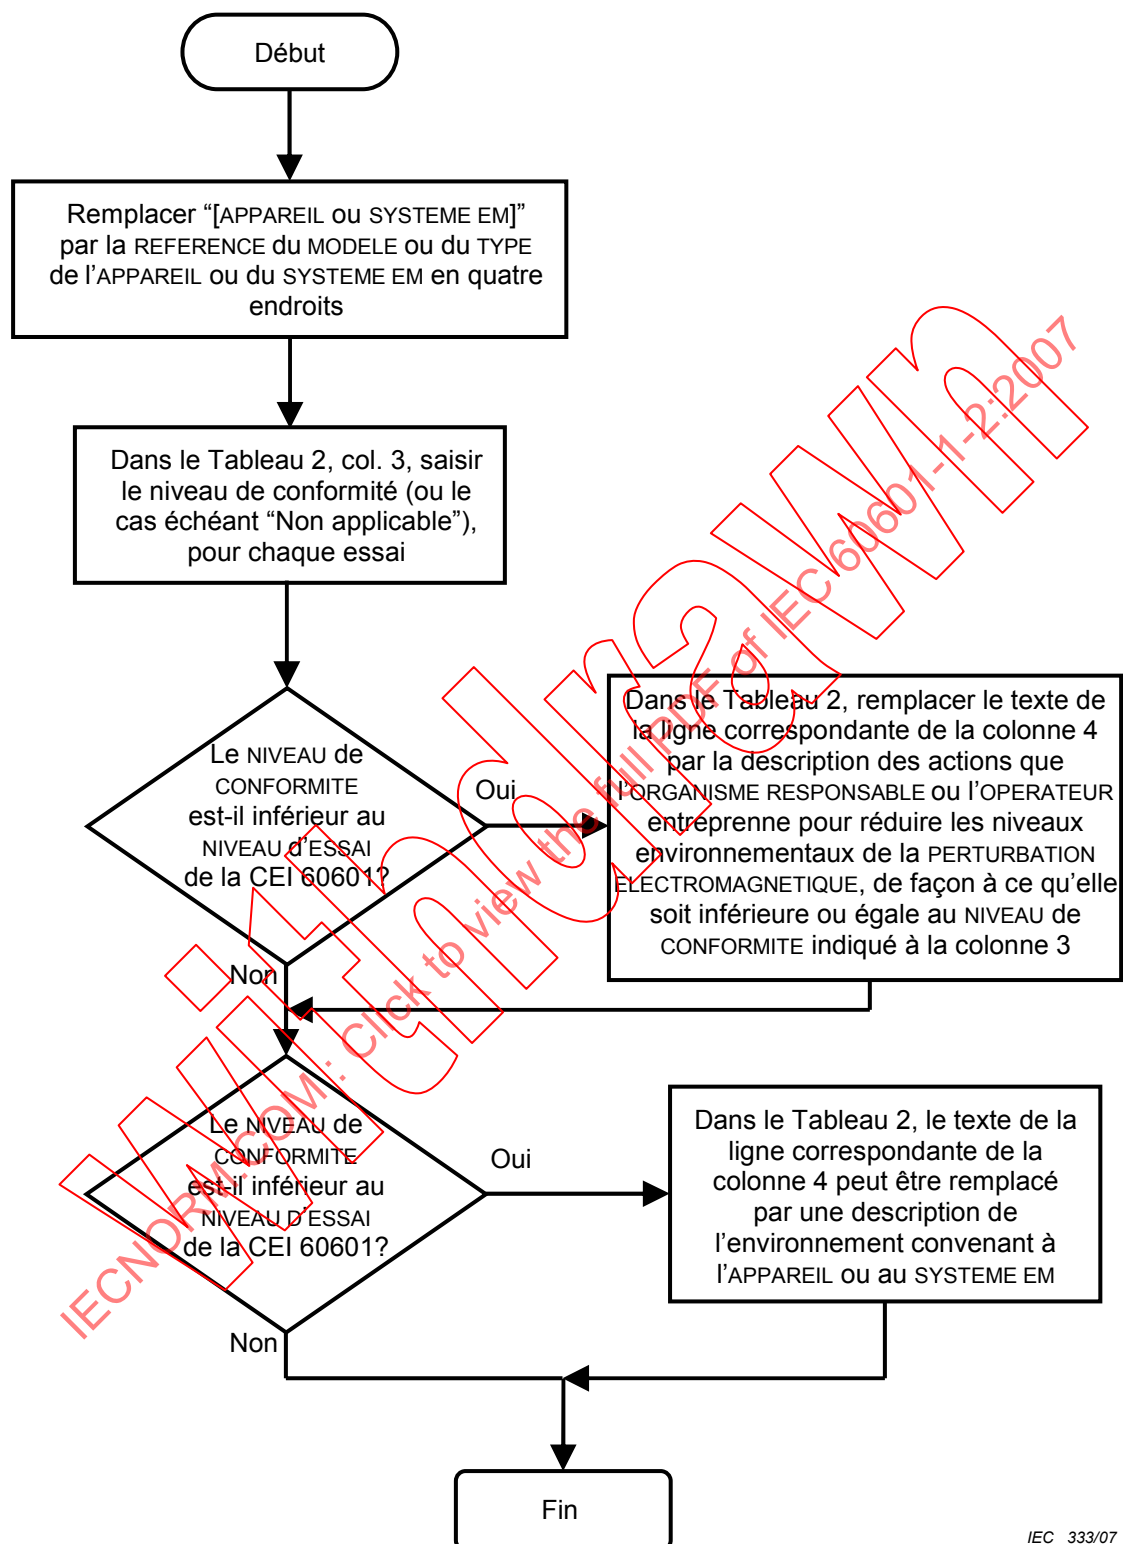 Début
Remplacer “[APPAREIL ou SYSTEME EM]”
par la REFERENCE du MODELE ou du TYPE
de l’APPAREIL ou du SYSTEME EM en quatre
endroits
Dans le Tableau 2, col. 3, saisir
le niveau de conformité (ou le
cas échéant “Non applicable”),
pour chaque essai
Le NIVEAU de
CONFORMITE
est-il inférieur au
NIVEAU d’ESSAI
de la CEI 60601?
Oui
Dans le Tableau 2, remplacer le texte de
la ligne correspondante de la colonne 4
par la description des actions que
l’ORGANISME RESPONSABLE ou l’OPERATEUR
entreprenne pour réduire les niveaux
environnementaux de la PERTURBATION
ELECTROMAGNETIQUE, de façon à ce qu’elle
soit inférieure ou égale au NIVEAU de
CONFORMITE indiqué à la colonne 3
Non
Le NIVEAU de
CONFORMITE
est-il inférieur au
NIVEAU D’ESSAI
de la CEI 60601?
Oui
Dans le Tableau 2, le texte de la
ligne correspondante de la
colonne 4 peut être remplacé
par une description de
l’environnement convenant à
l’APPAREIL ou au SYSTEME EM
Non
Fin
IEC 333/07
Withdrawn
IECNORM.COM : Click to view the full PDF of IEC 60601-1-2:2007